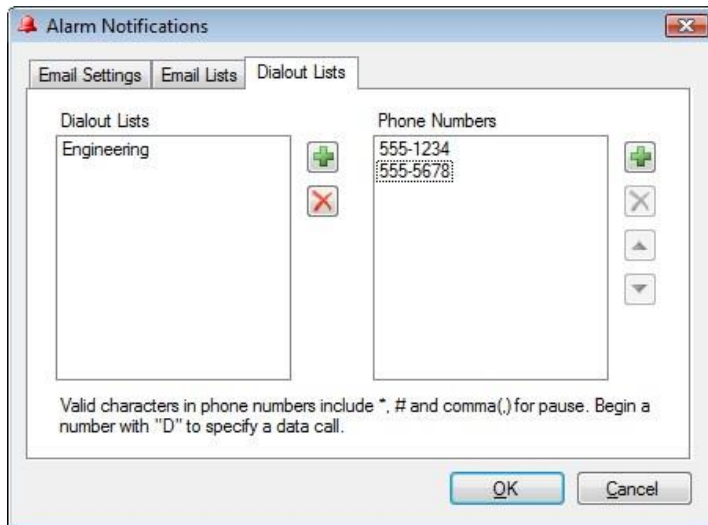 Alarm Notifications
Email Settings
Email Lists
Dialout Lists
Dialout Lists
Phone Numbers
Engineering
555-1234
555-5678
Valid characters in phone numbers include *, # and comma(,) for pause. Begin a
number with "D" to specify a data call.
OK
Cancel